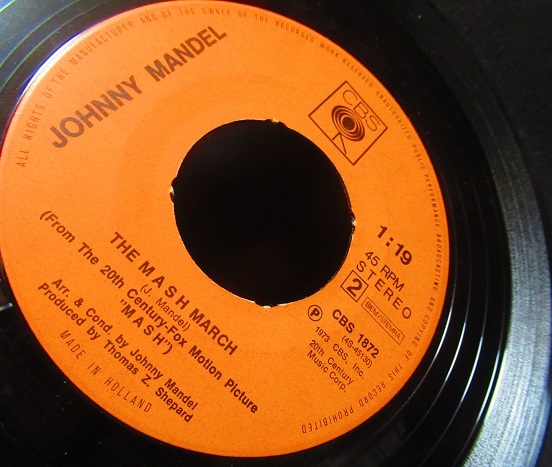 ALL RIGHTS OF THE MANUFACTURER AND OF THE OWNER OF THE RECORDED WORK RESERVED UNAUTHORIZED PUBLIC PERFORMANCE BROADCASTING AND COPYING OF THIS RECORD PROHIBITED
JOHNNY MANDEL
CBS
1:19
45 RPM
STEREO
2
BIEM/STEMRA
CBS 1872
(45-45130)
℗ 1973 CBS, Inc.
20th Century
Music Corp.
THE MASH MARCH
(J. Mandel)
(From The 20th Century-Fox Motion Picture
"MASH')
Arr. & Cond. by Johnny Mandel
Produced by Thomas Z. Shepard
MADE IN HOLLAND